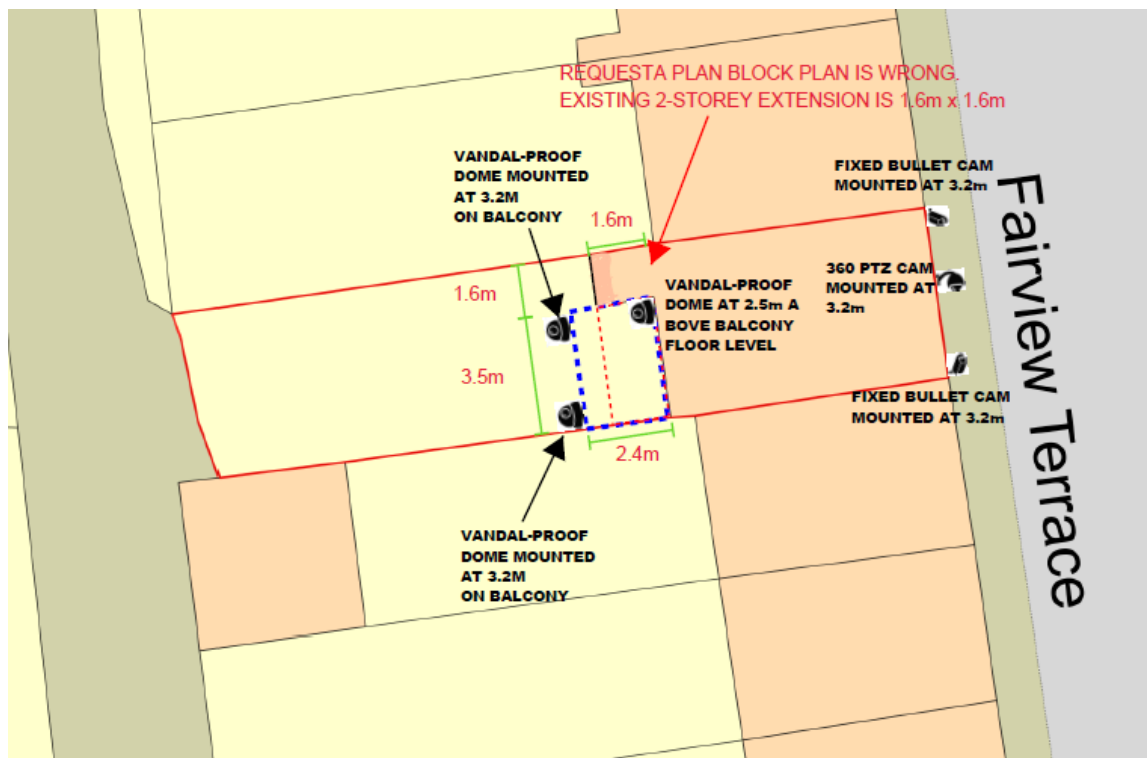 REQUESTA PLAN BLOCK PLAN IS WRONG.
EXISTING 2-STOREY EXTENSION IS 1.6m x 1.6m
VANDAL-PROOF
DOME MOUNTED
AT 3.2M
ON BALCONY
FIXED BULLET CAM
MOUNTED AT 3.2m
1.6m
1.6m
VANDAL-PROOF
DOME AT 2.5m A
BOVE BALCONY
FLOOR LEVEL
360 PTZ CAM
MOUNTED AT
3.2m
3.5m
2.4m
FIXED BULLET CAM
MOUNTED AT 3.2m
VANDAL-PROOF
DOME MOUNTED
AT 3.2M
ON BALCONY
Fairview Terrace